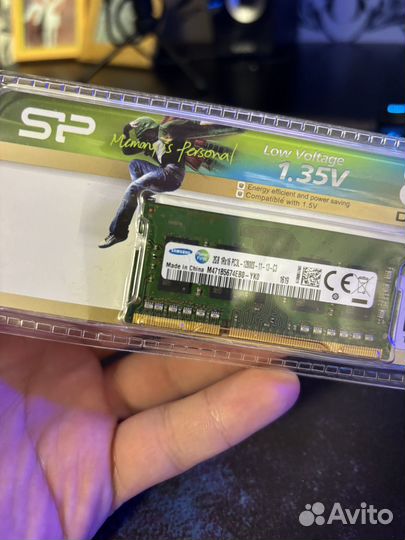 SP
Memory is Personal
Low Voltage
1.35V
Energy efficient and power saving
Compatible with 1.5V
D
SAMSUNG
2GB 1Rx16 PC3L-12800S-11-13-C3
Made in China
M471B5674EB0-YK0
1619
CE
Avito